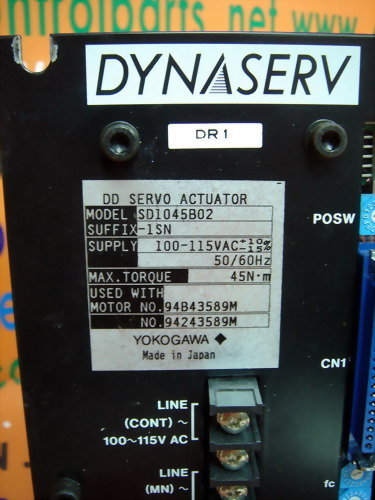 controlparts.wix.net
DYNASERV
DR1
DD SERVO ACTUATOR
MODEL SD1045B02
SUFFIX-1SN
SUPPLY 100-115VAC+10%-15%
50/60Hz
MAX.TORQUE 45N·m
USED WITH
MOTOR NO.94B43589M
NO.94243589M
YOKOGAWA ◆
Made in Japan
POSW
CN1
LINE
(CONT) ~
100~115V AC
LINE
(MN) ~
fc